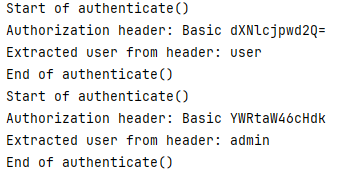 Start of authenticate()
Authorization header: Basic dXNlcjpwd2Q=
Extracted user from header: user
End of authenticate()
Start of authenticate()
Authorization header: Basic YWRtaW46cHdk
Extracted user from header: admin
End of authenticate()